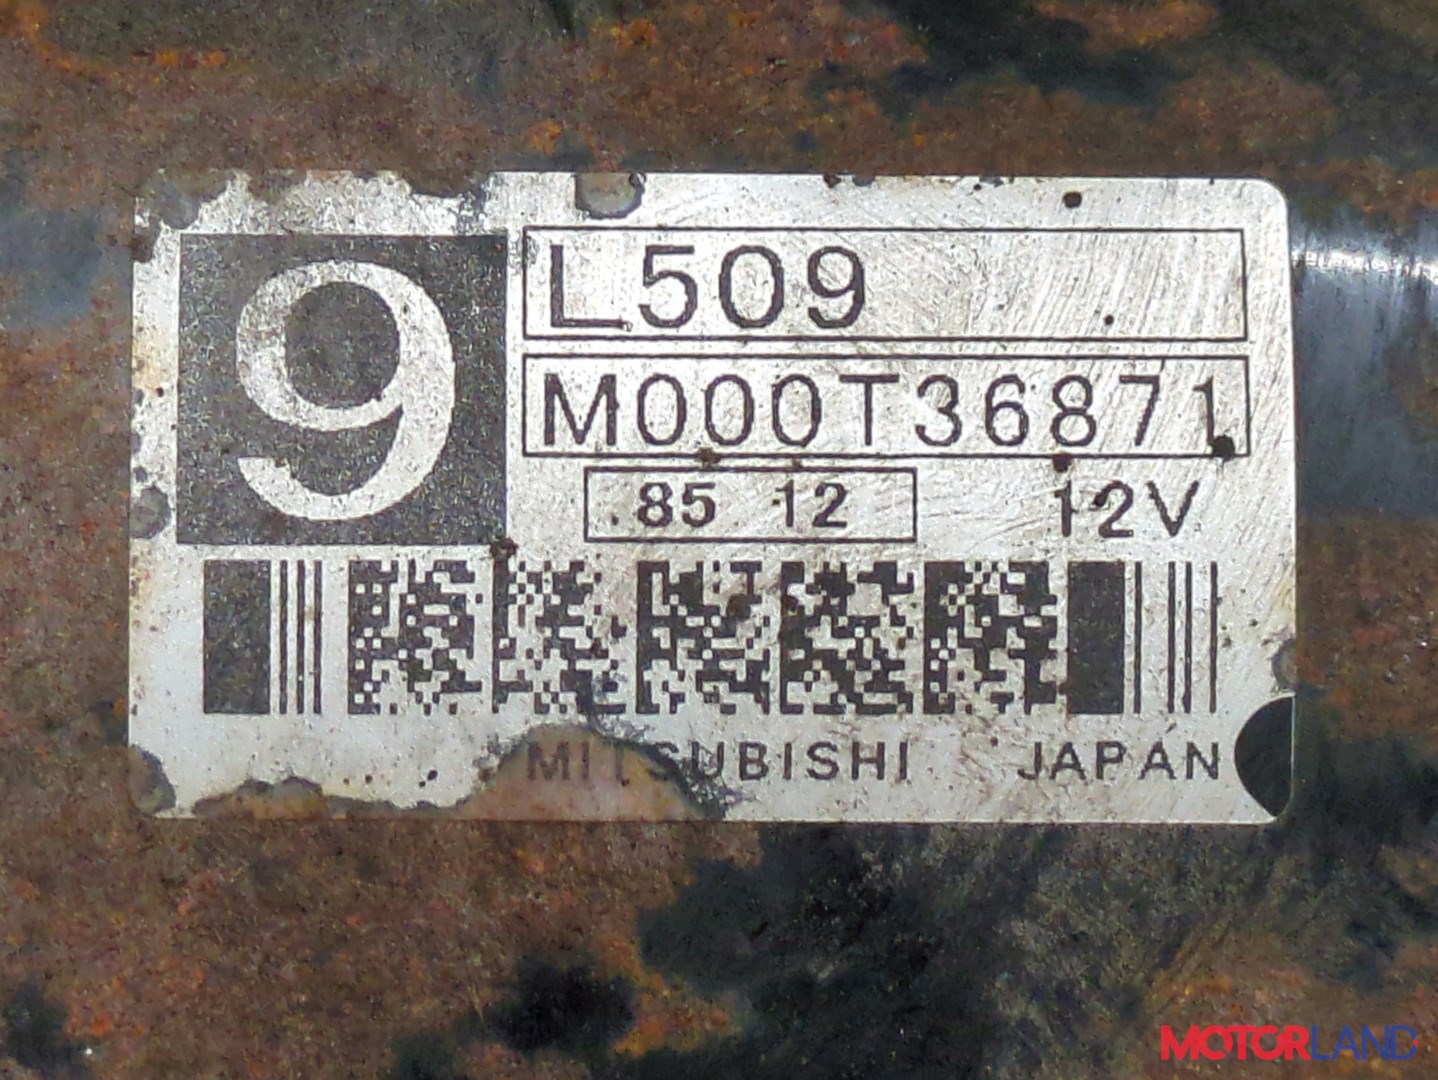 9
L509
M000T36871
85 12
12V
MITSUBISHI JAPAN
MOTORLAND